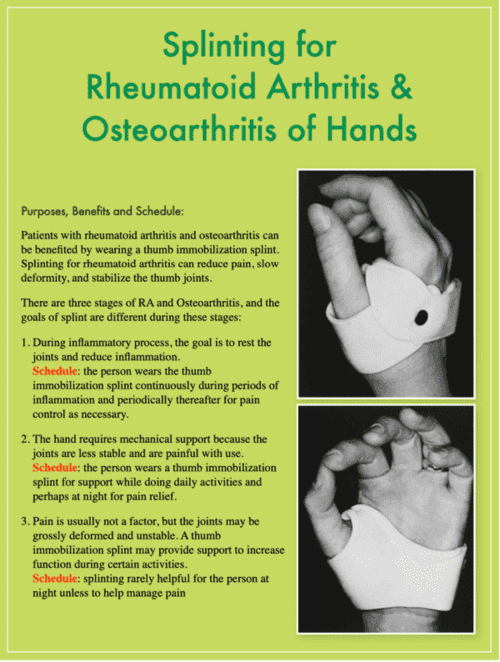 Splinting for
Rheumatoid Arthritis &
Osteoarthritis of Hands
Purposes, Benefits and Schedule:
Patients with rheumatoid arthritis and osteoarthritis can
be benefited by wearing a thumb immobilization splint.
Splinting for rheumatoid arthritis can reduce pain, slow
deformity, and stabilize the thumb joints.
There are three stages of RA and Osteoarthritis, and the
goals of splint are different during these stages:
1. During inflammatory process, the goal is to rest the
joints and reduce inflammation.
Schedule: the person wears the thumb
immobilization splint continuously during periods of
inflammation and periodically thereafter for pain
control as necessary.
2. The hand requires mechanical support because the
joints are less stable and are painful with use.
Schedule: the person wears a thumb immobilization
splint for support while doing daily activities and
perhaps at night for pain relief.
3. Pain is usually not a factor, but the joints may be
grossly deformed and unstable. A thumb
immobilization splint may provide support to increase
function during certain activities.
Schedule: splinting rarely helpful for the person at
night unless to help manage pain